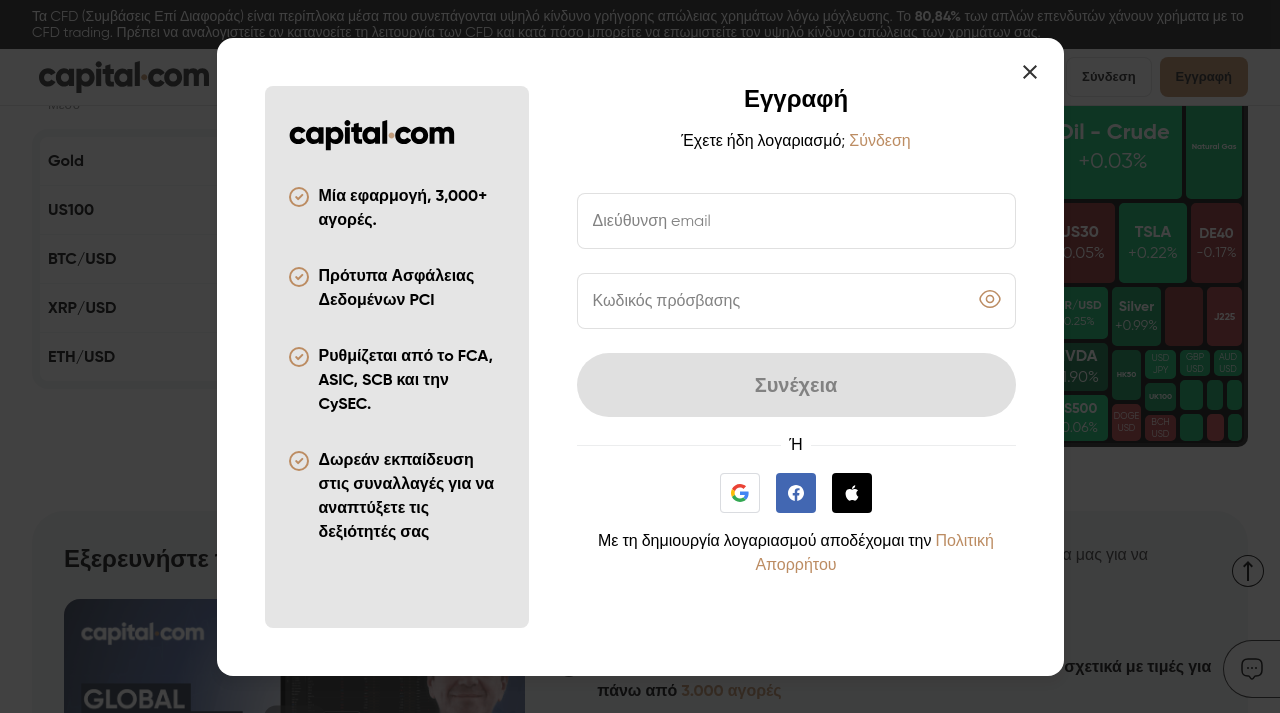 Τα CFD (Συμβάσεις Επί Διαφοράς) είναι περίπλοκα μέσα που συνεπάγονται υψηλό κίνδυνο γρήγορης απώλειας χρημάτων λόγω μόχλευσης. Το 80,84% των απλών επενδυτών χάνουν χρήματα με το
CFD trading. Πρέπει να αναλογιστείτε αν κατανοείτε τη λειτουργία των CFD και κατά πόσο μπορείτε να επωμιστείτε τον υψηλό κίνδυνο απώλειας των χρημάτων σας.
capital.com
Σύνδεση
Εγγραφή
Gold
US100
BTC/USD
XRP/USD
ETH/USD
capital.com
Μία εφαρμογή, 3,000+
αγορές.
Πρότυπα Ασφάλειας
Δεδομένων PCI
Ρυθμίζεται από το FCA,
ASIC, SCB και την
CySEC.
Δωρεάν εκπαίδευση
στις συναλλαγές για να
αναπτύξετε τις
δεξιότητές σας
Εγγραφή
Έχετε ήδη λογαριασμό; Σύνδεση
Διεύθυνση email
Κωδικός πρόσβασης
Συνέχεια
Ή
Με τη δημιουργία λογαριασμού αποδέχομαι την Πολιτική
Απορρήτου
Oil - Crude
+0.03%
Natural Gas
US30
0.05%
TSLA
+0.22%
DE40
-0.17%
/USD
0.25%
Silver
+0.99%
J225
VDA
1.90%
HK50
USD
JPY
GBP
USD
AUD
USD
UK100
S500
0.06%
DOGE
USD
BCH
USD
Εξερευνήστε
μας για να
capital.com
GLOBAL
σχετικά με τιμές για
πάνω από 3.000 αγορές